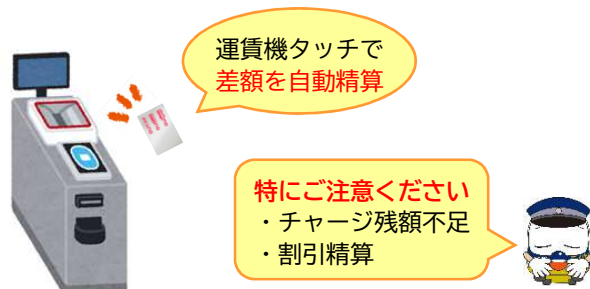 運賃機タッチで
差額を自動精算
特にご注意ください
・チャージ残額不足
・割引精算